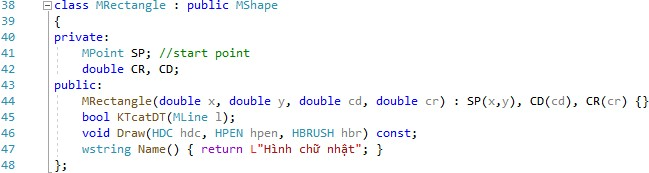 38 class MRectangle : public MShape
39 {
40 private:
41 MPoint SP; //start point
42 double CR, CD;
43 public:
44 MRectangle(double x, double y, double cd, double cr) : SP(x,y), CD(cd), CR(cr) {}
45 bool KTcatDT(MLine l);
46 void Draw(HDC hdc, HPEN hpen, HBRUSH hbr) const;
47 wstring Name() { return L"Hình chữ nhật"; }
48 };